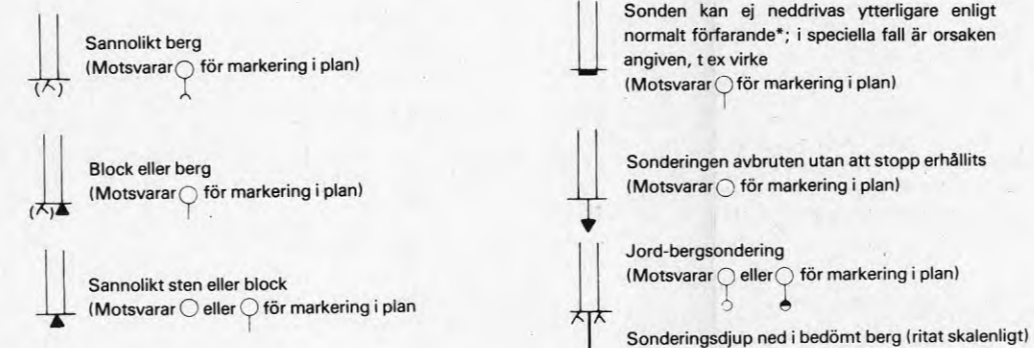 Sannolikt berg
(Motsvarar för markering i plan)
Block eller berg
(Motsvarar för markering i plan)
Sannolikt sten eller block
(Motsvarar eller för markering i plan
Sonden kan ej neddrivas ytterligare enligt
normalt förfarande*; i speciella fall är orsaken
angiven, t ex virke
(Motsvarar för markering i plan)
Sonderingen avbruten utan att stopp erhållits
(Motsvarar för markering i plan)
Jord-bergsondering
(Motsvarar eller för markering i plan)
Sonderingsdjup ned i bedömt berg (ritat skalenligt)